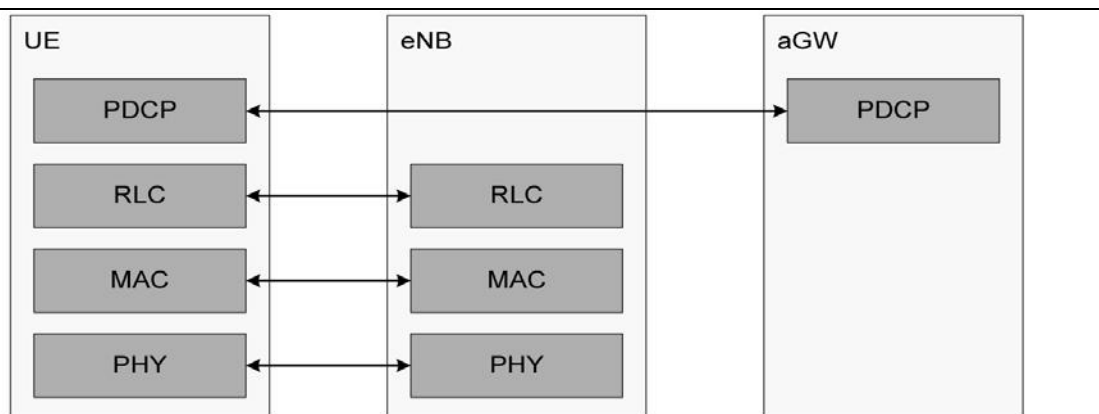 UE eNB aGW
PDCP PDCP
RLC RLC
MAC MAC
PHY PHY